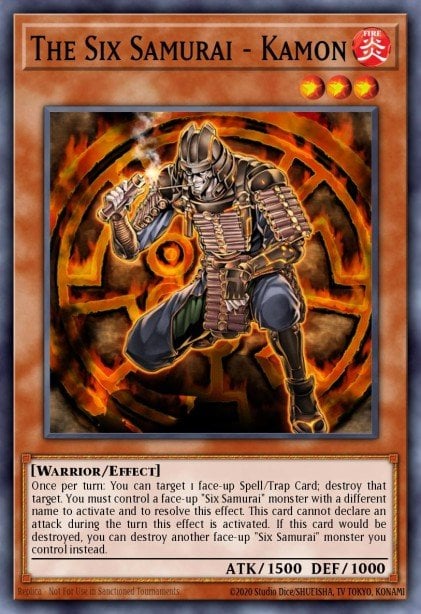 The Six Samurai - Kamon
FIRE
炎
[Warrior/Effect]
Once per turn: You can target 1 face-up Spell/Trap Card; destroy that
target. You must control a face-up "Six Samurai" monster with a different
name to activate and to resolve this effect. This card cannot declare an
attack during the turn this effect is activated. If this card would be
destroyed, you can destroy another face-up "Six Samurai" monster you
control instead.
ATK/1500 DEF/1000
Replica - Not For Use in Sanctioned Tournaments
©2020 Studio Dice/SHUEISHA, TV TOKYO, KONAMI